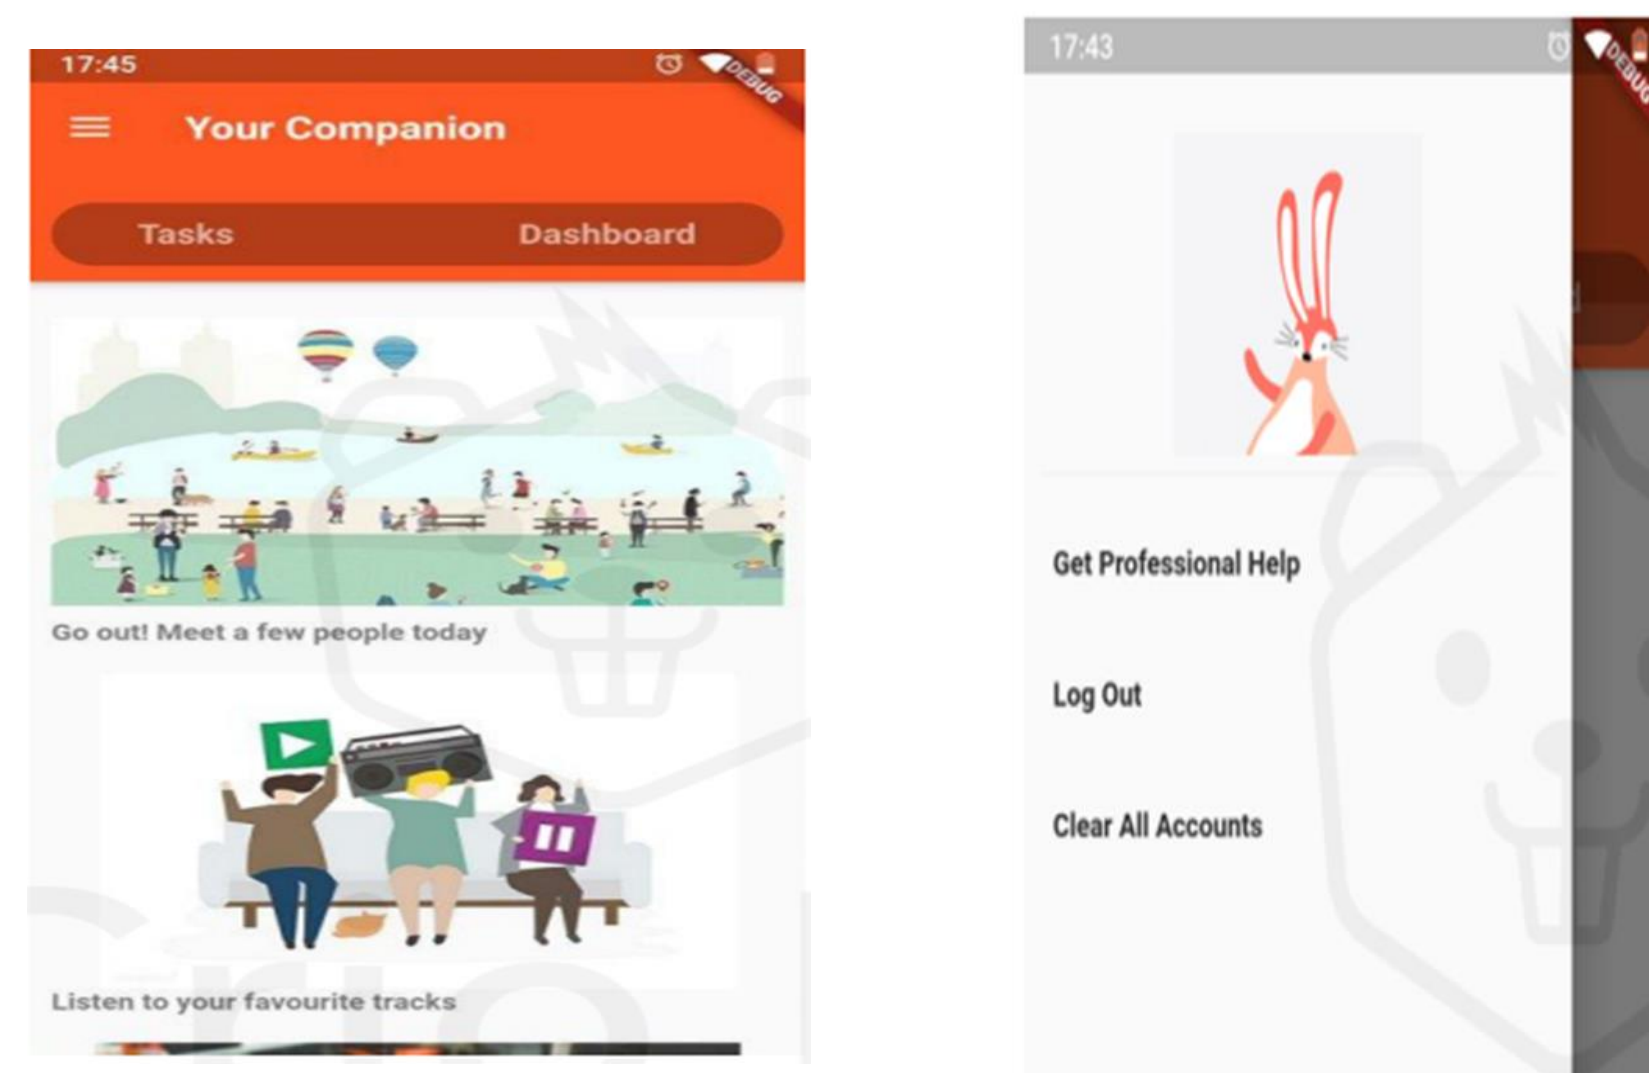 17:45
DEBUG
Your Companion
Tasks
Dashboard
Go out! Meet a few people today
Listen to your favourite tracks
17:43
DEBUG
Get Professional Help
Log Out
Clear All Accounts